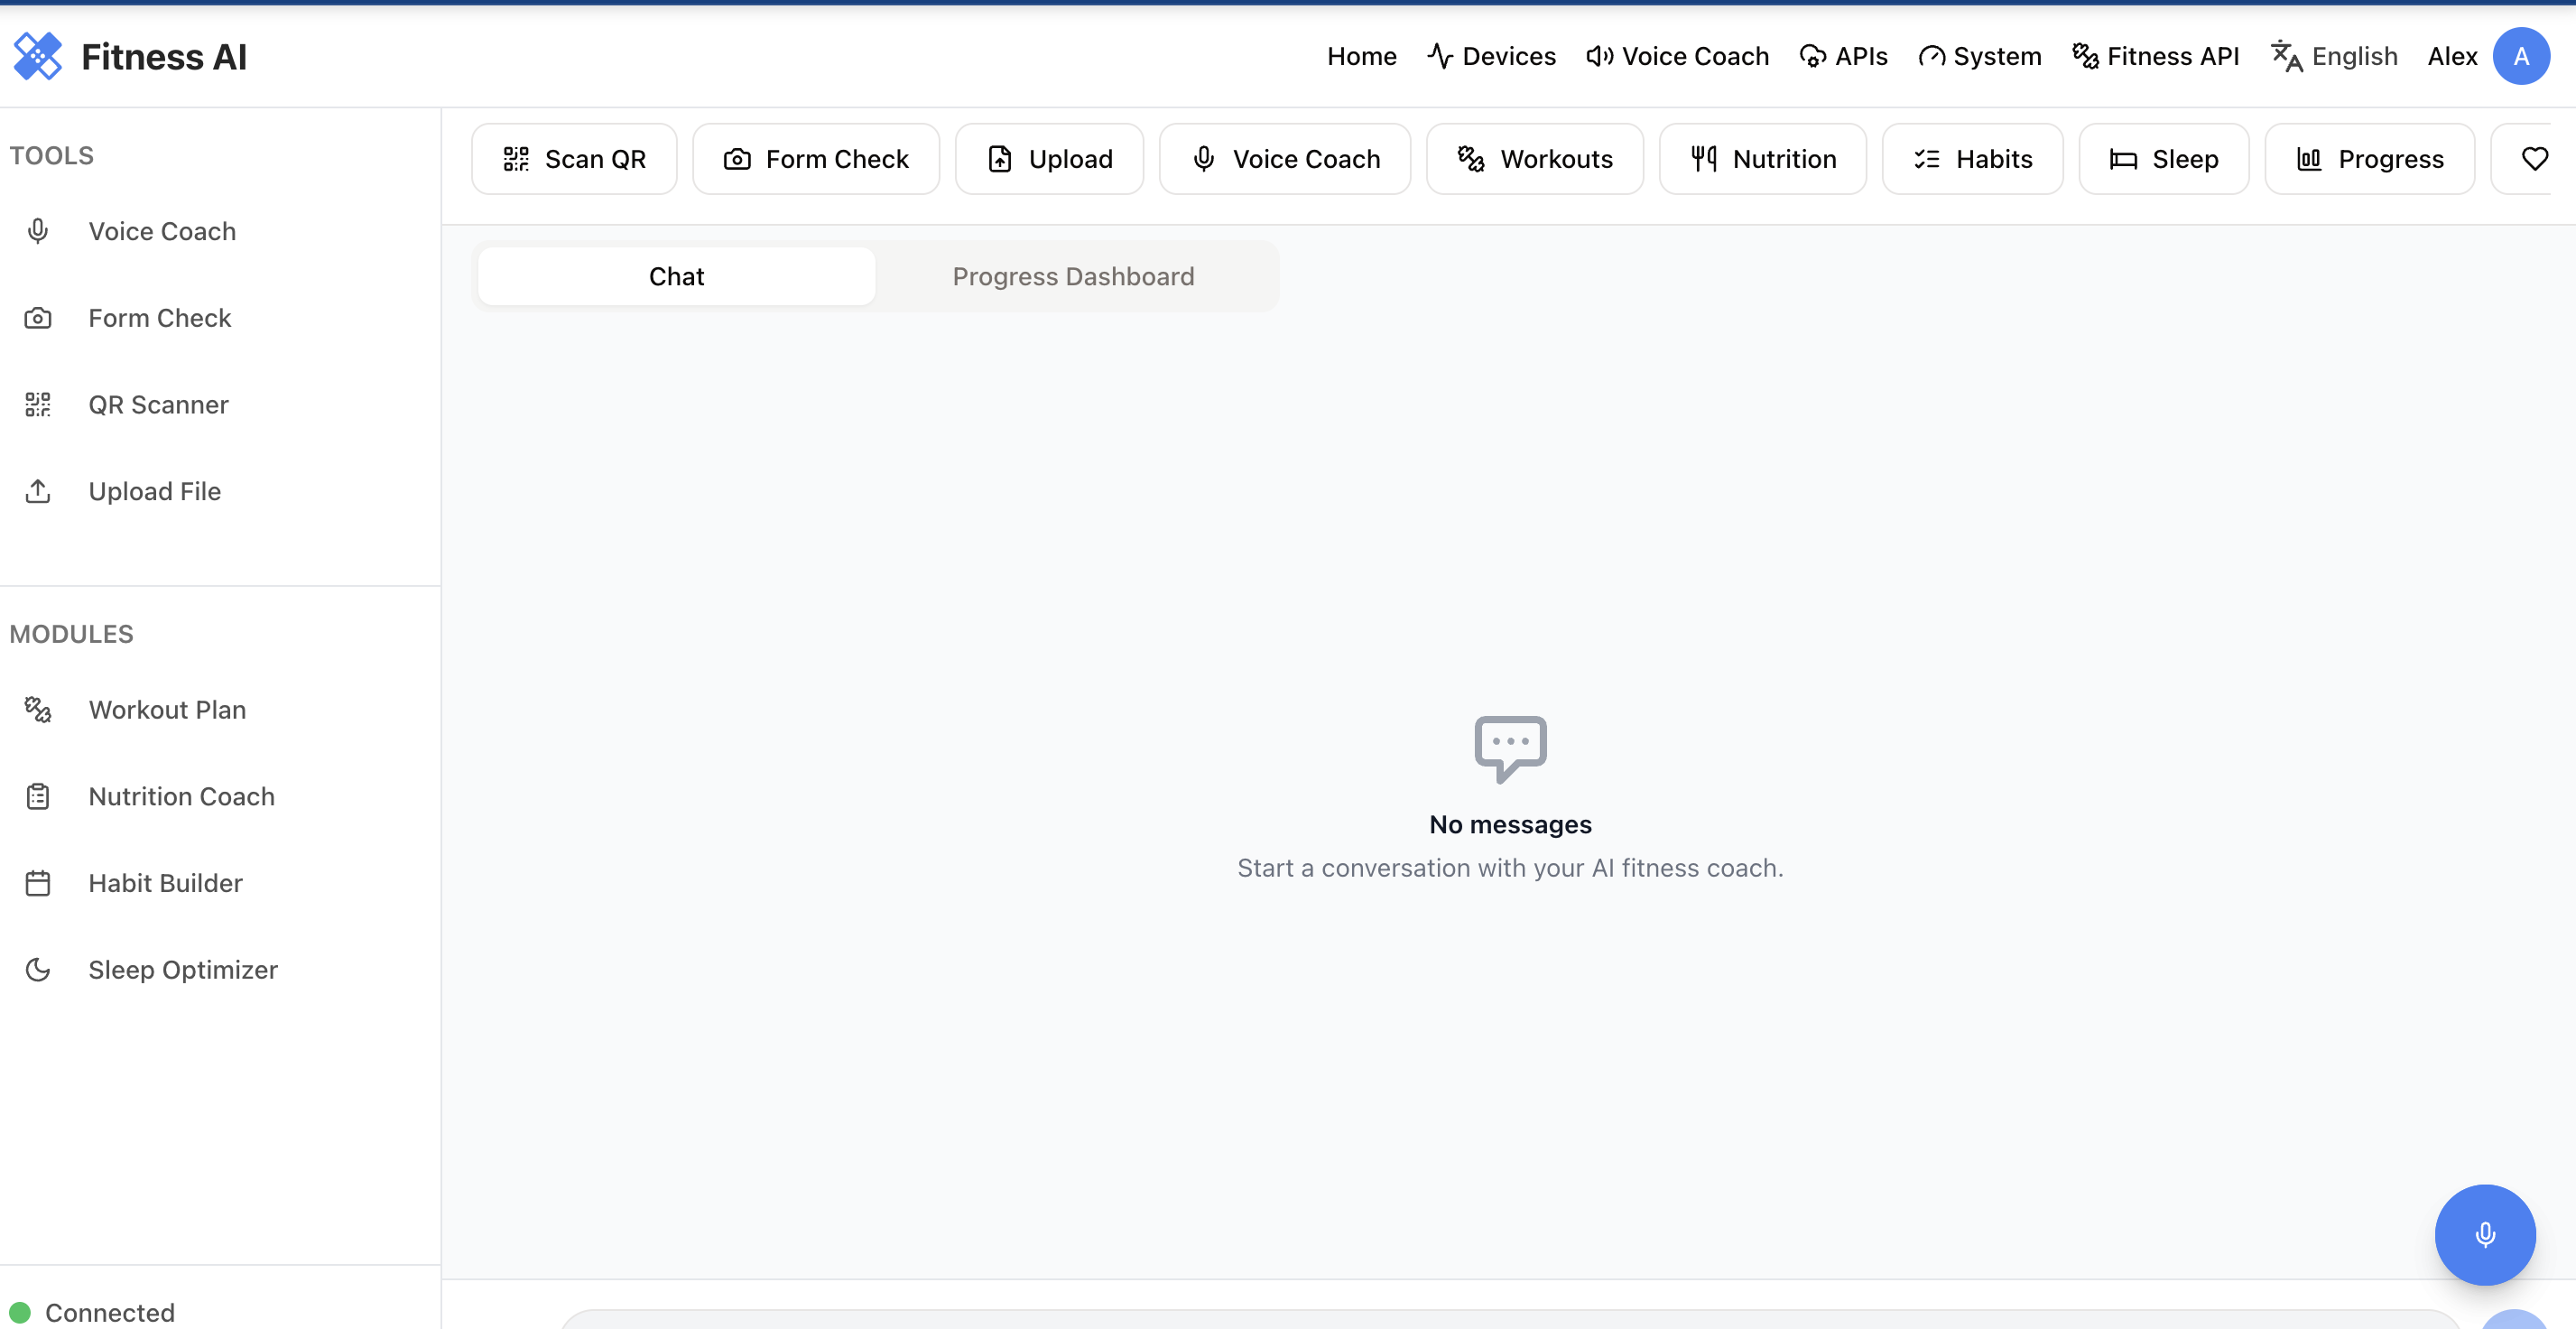 Fitness AI
Home Devices Voice Coach APIs System Fitness API English Alex A
TOOLS
Voice Coach
Form Check
QR Scanner
Upload File
MODULES
Workout Plan
Nutrition Coach
Habit Builder
Sleep Optimizer
Connected
Scan QR Form Check Upload Voice Coach Workouts Nutrition Habits Sleep Progress
Chat Progress Dashboard
No messages
Start a conversation with your AI fitness coach.